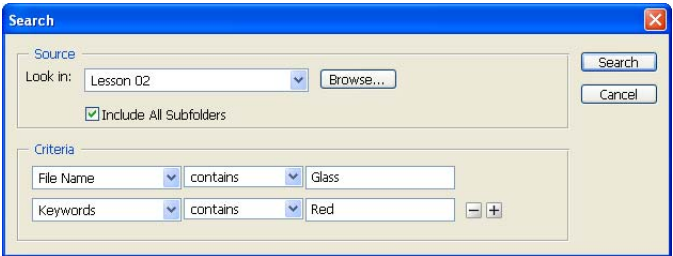 Search
Source
Look in: Lesson 02 Browse... Search
Include All Subfolders Cancel
Criteria
File Name contains Glass
Keywords contains Red